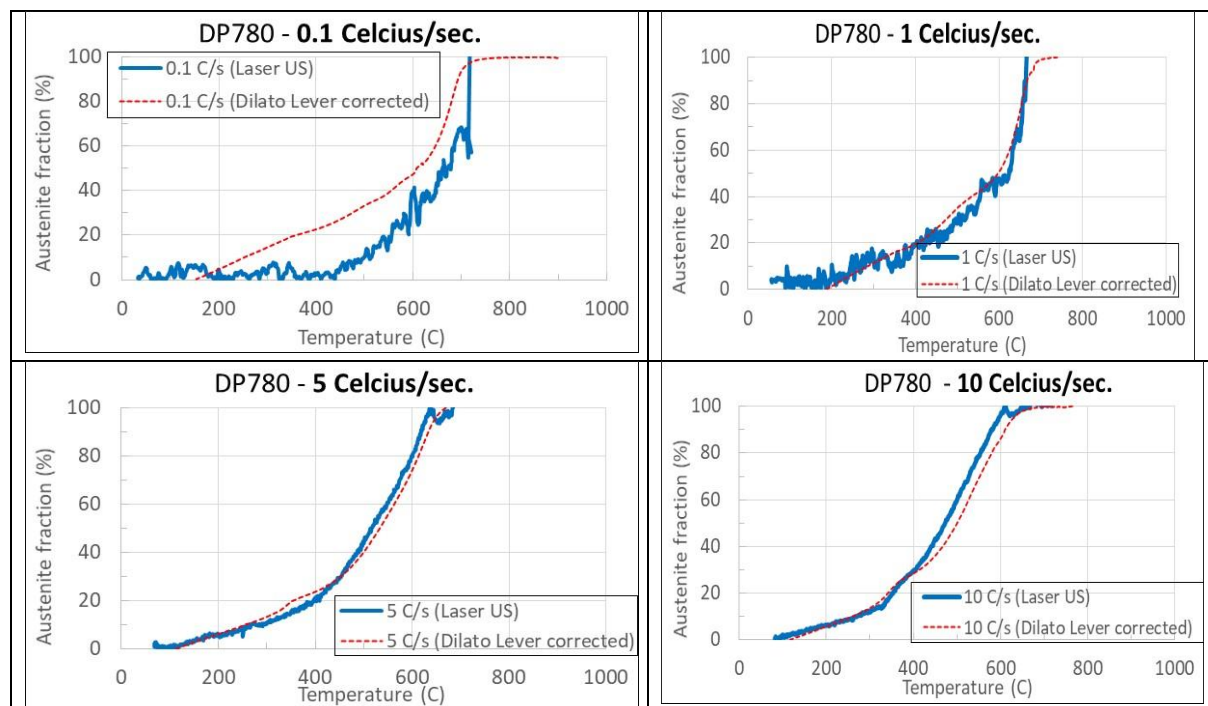 DP780 - 0.1 Celcius/sec.
100
80
60
40
20
0
Austenite fraction (%)
0.1 C/s (Laser US)
0.1 C/s (Dilato Lever corrected)
0 200 400 600 800 1000
Temperature (C)
DP780 - 1 Celcius/sec.
100
80
60
40
20
0
Austenite fraction (%)
1 C/s (Laser US)
1 C/s (Dilato Lever corrected)
0 200 400 600 800 1000
Temperature (C)
DP780 - 5 Celcius/sec.
100
80
60
40
20
0
Austenite fraction (%)
5 C/s (Laser US)
5 C/s (Dilato Lever corrected)
0 200 400 600 800 1000
Temperature (C)
DP780 - 10 Celcius/sec.
100
80
60
40
20
0
Austenite fraction (%)
10 C/s (Laser US)
10 C/s (Dilato Lever corrected)
0 200 400 600 800 1000
Temperature (C)